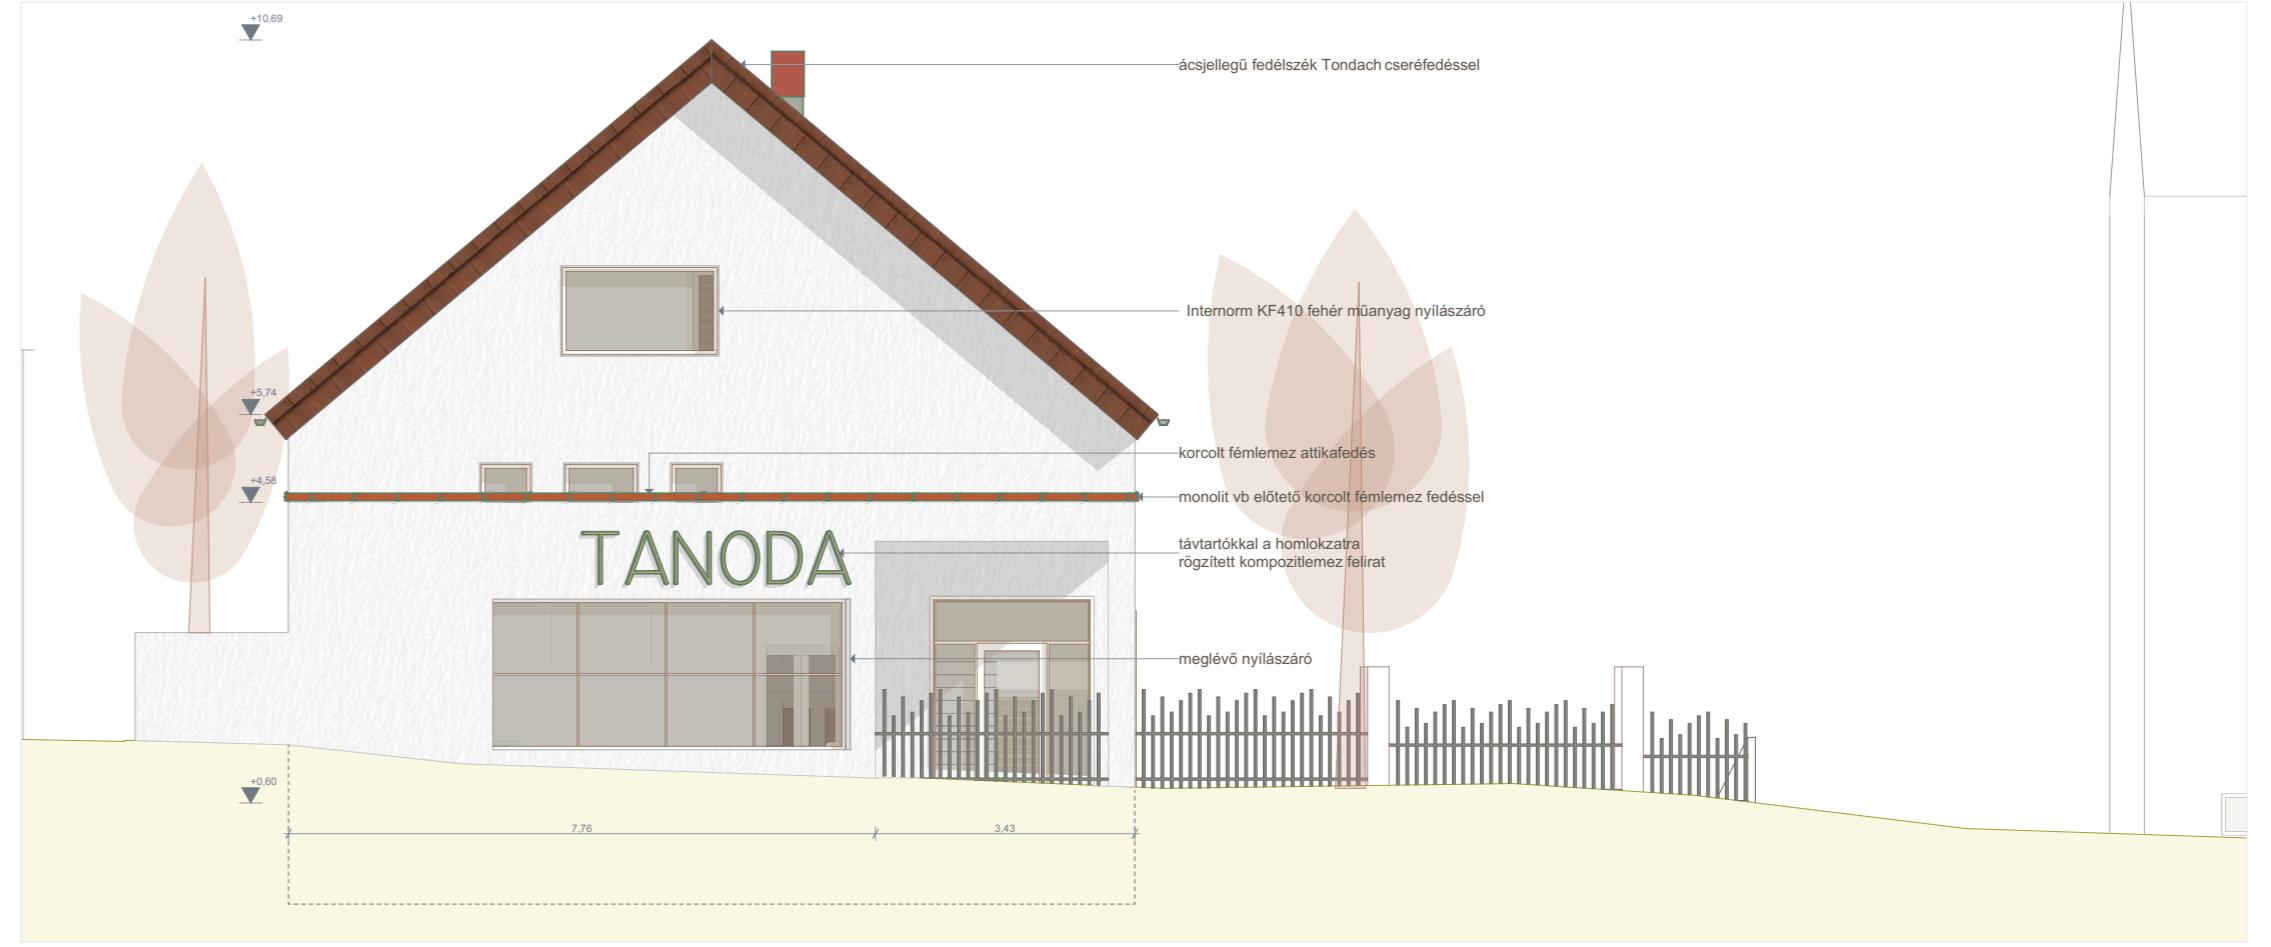 +10,69
ácsjellegű fedélszék Tondach cseréfedéssel
Internorm KF410 fehér műanyag nyílászáró
+5,74
korcolt fémlemez attikafedés
+4,58
monolit vb előtető korcolt fémlemez fedéssel
TANODA
távtartókkal a homlokzatra
rögzített kompozitlemez felirat
meglévő nyílászáró
+0,60
7,76
3,43